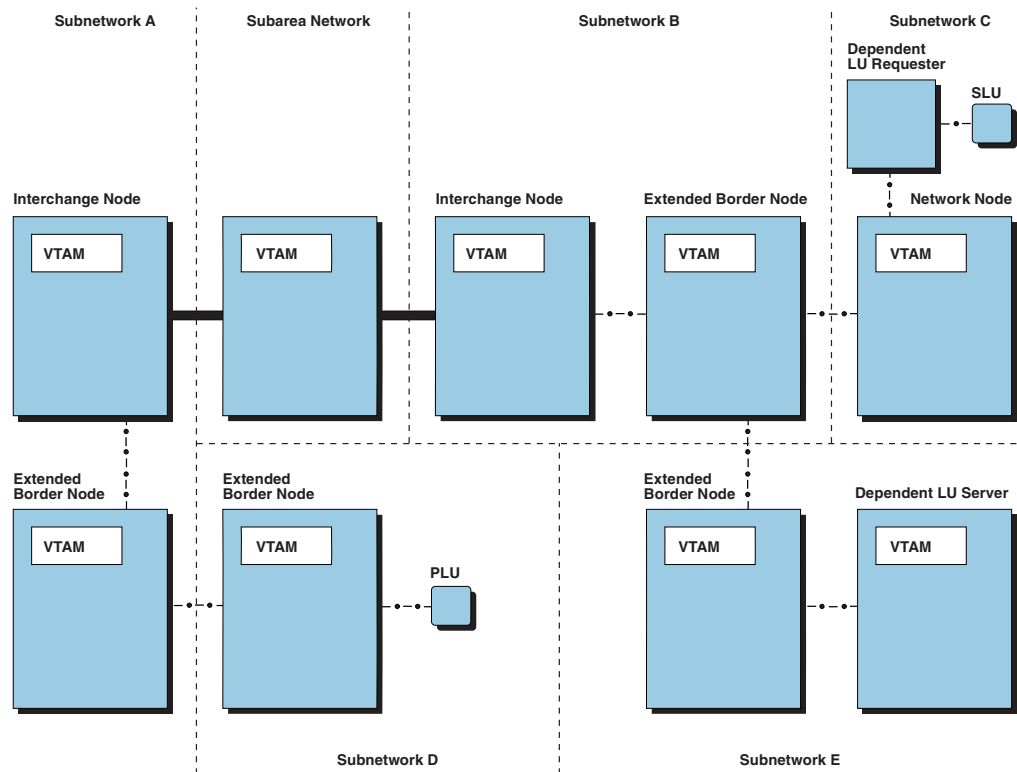 Subnetwork A
Subarea Network
Subnetwork B
Subnetwork C
Dependent
LU Requester
SLU
Interchange Node
Interchange Node
Extended Border Node
Network Node
VTAM
VTAM
VTAM
VTAM
VTAM
Extended
Border Node
Extended
Border Node
Extended
Border Node
Dependent LU Server
VTAM
VTAM
VTAM
VTAM
PLU
Subnetwork D
Subnetwork E